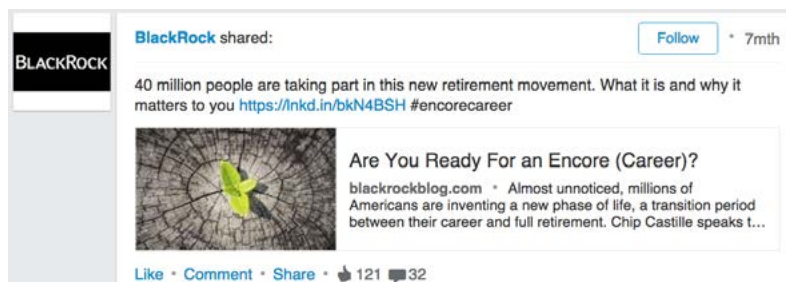 BLACKROCK
BlackRock shared:
Follow • 7mth
40 million people are taking part in this new retirement movement. What it is and why it
matters to you https://lnkd.in/bkN4BSH #encorecareer
Are You Ready For an Encore (Career)?
blackrockblog.com • Almost unnoticed, millions of
Americans are inventing a new phase of life, a transition period
between their career and full retirement. Chip Castille speaks t...
Like • Comment • Share • 121 32